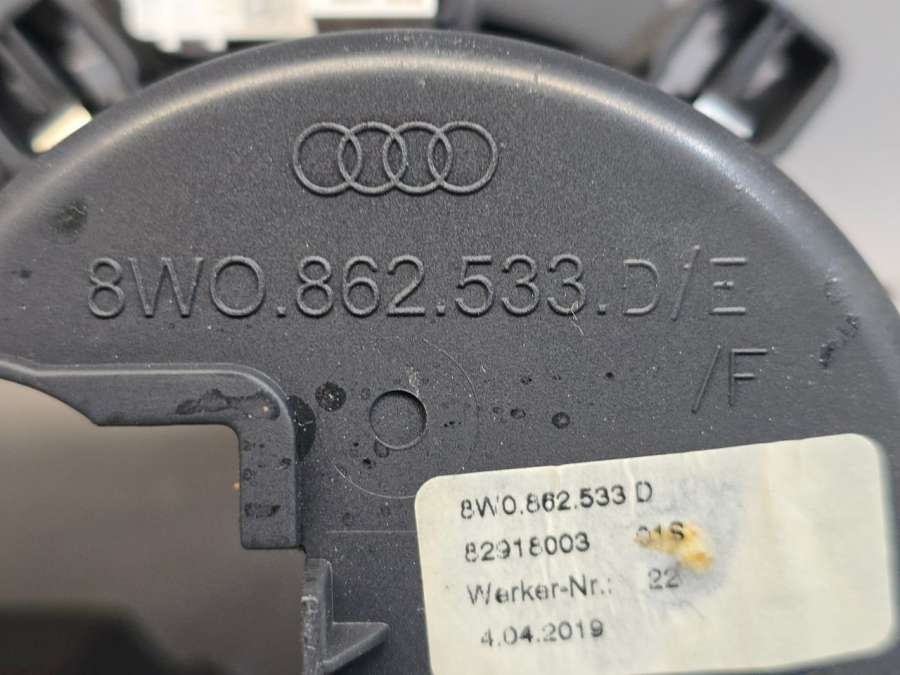 8W0.862.533.D/E
/F
8W0.862.533 D
82918003 01S
Werker-Nr.: 22
4.04.2019